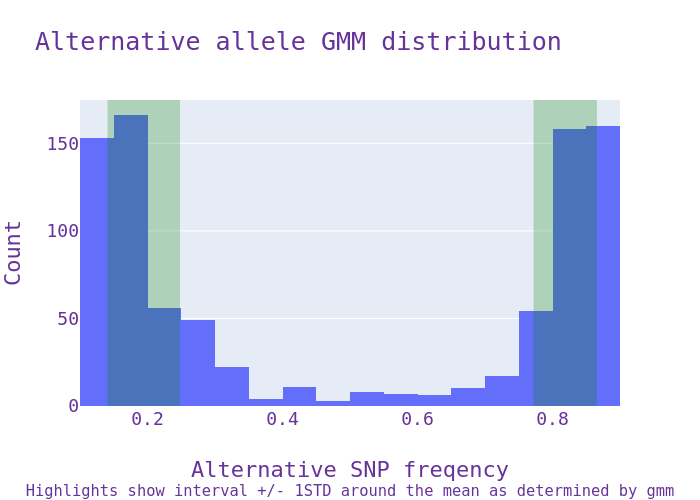 Alternative allele GMM distribution
150
100
50
0
Count
0.2 0.4 0.6 0.8
Alternative SNP freqency
Highlights show interval +/- 1STD around the mean as determined by gmm